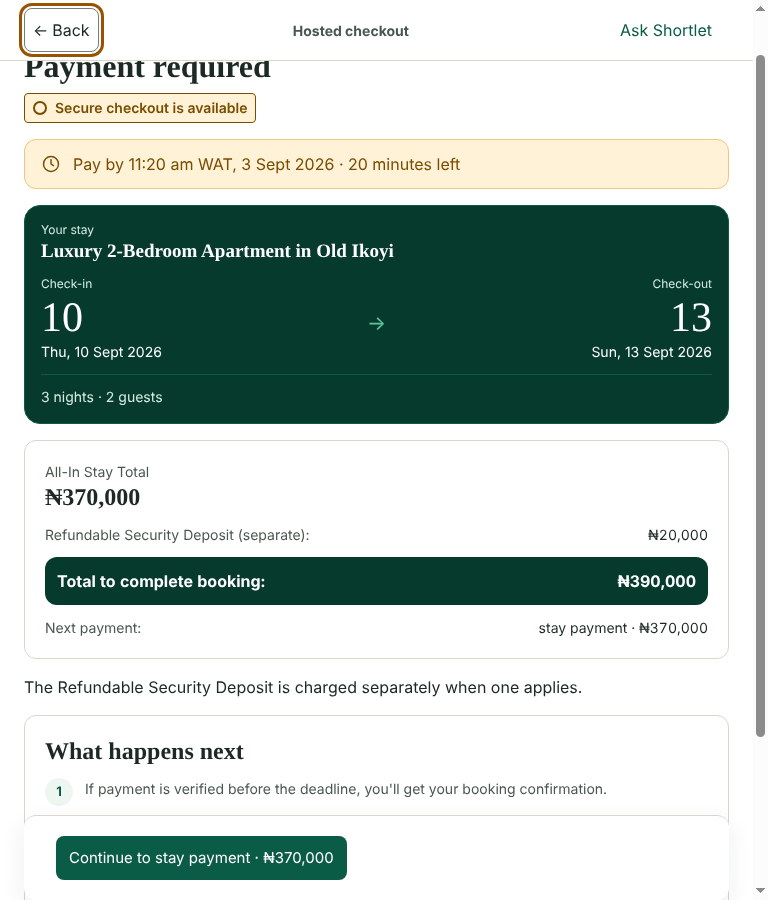 ← Back
Hosted checkout
Ask Shortlet
Payment required
Secure checkout is available
Pay by 11:20 am WAT, 3 Sept 2026 · 20 minutes left
Your stay
Luxury 2-Bedroom Apartment in Old Ikoyi
Check-in
Check-out
10
→
13
Thu, 10 Sept 2026
Sun, 13 Sept 2026
3 nights · 2 guests
All-In Stay Total
₦370,000
Refundable Security Deposit (separate):
₦20,000
Total to complete booking:
₦390,000
Next payment:
stay payment · ₦370,000
The Refundable Security Deposit is charged separately when one applies.
What happens next
1
If payment is verified before the deadline, you'll get your booking confirmation.
Continue to stay payment · ₦370,000